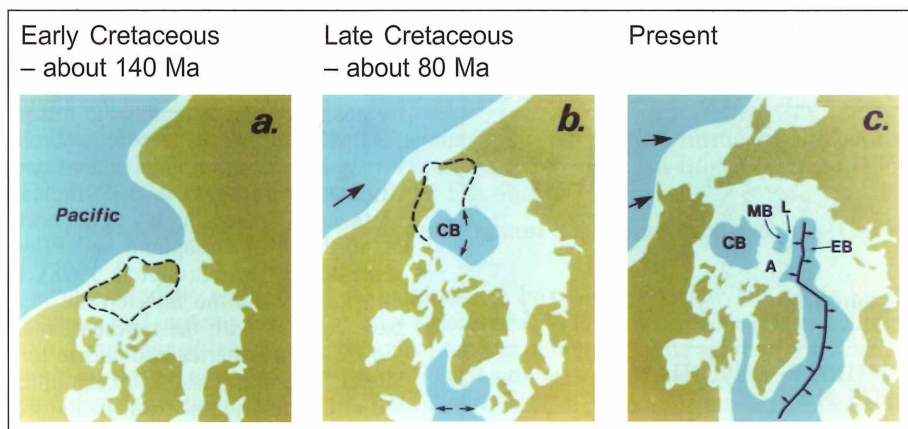 Early Cretaceous
– about 140 Ma
Late Cretaceous
– about 80 Ma
Present
a.
Pacific
b.
CB
c.
CB
MB
L
EB
A